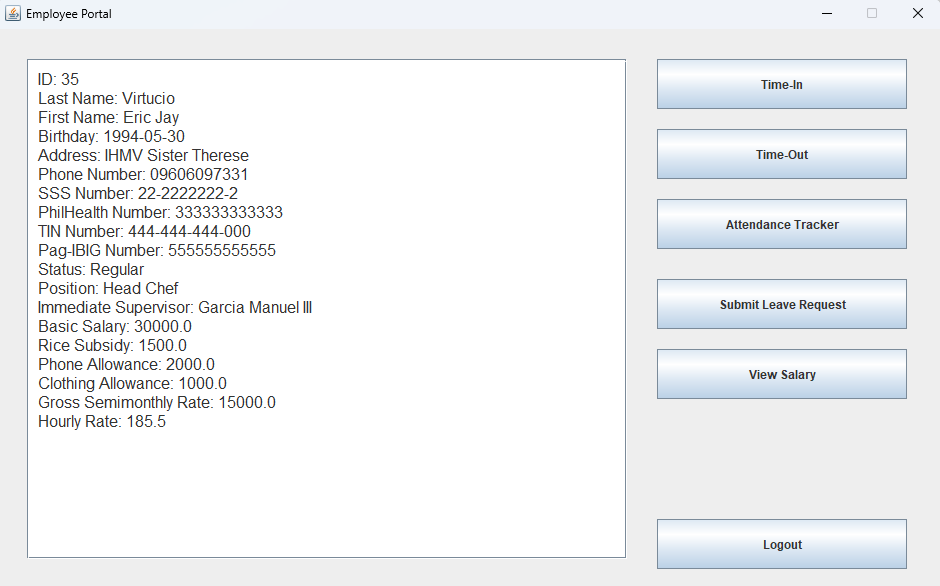 Employee Portal
ID: 35
Last Name: Virtucio
First Name: Eric Jay
Birthday: 1994-05-30
Address: IHMV Sister Therese
Phone Number: 09606097331
SSS Number: 22-2222222-2
PhilHealth Number: 333333333333
TIN Number: 444-444-444-000
Pag-IBIG Number: 555555555555
Status: Regular
Position: Head Chef
Immediate Supervisor: Garcia Manuel III
Basic Salary: 30000.0
Rice Subsidy: 1500.0
Phone Allowance: 2000.0
Clothing Allowance: 1000.0
Gross Semimonthly Rate: 15000.0
Hourly Rate: 185.5
Time-In
Time-Out
Attendance Tracker
Submit Leave Request
View Salary
Logout